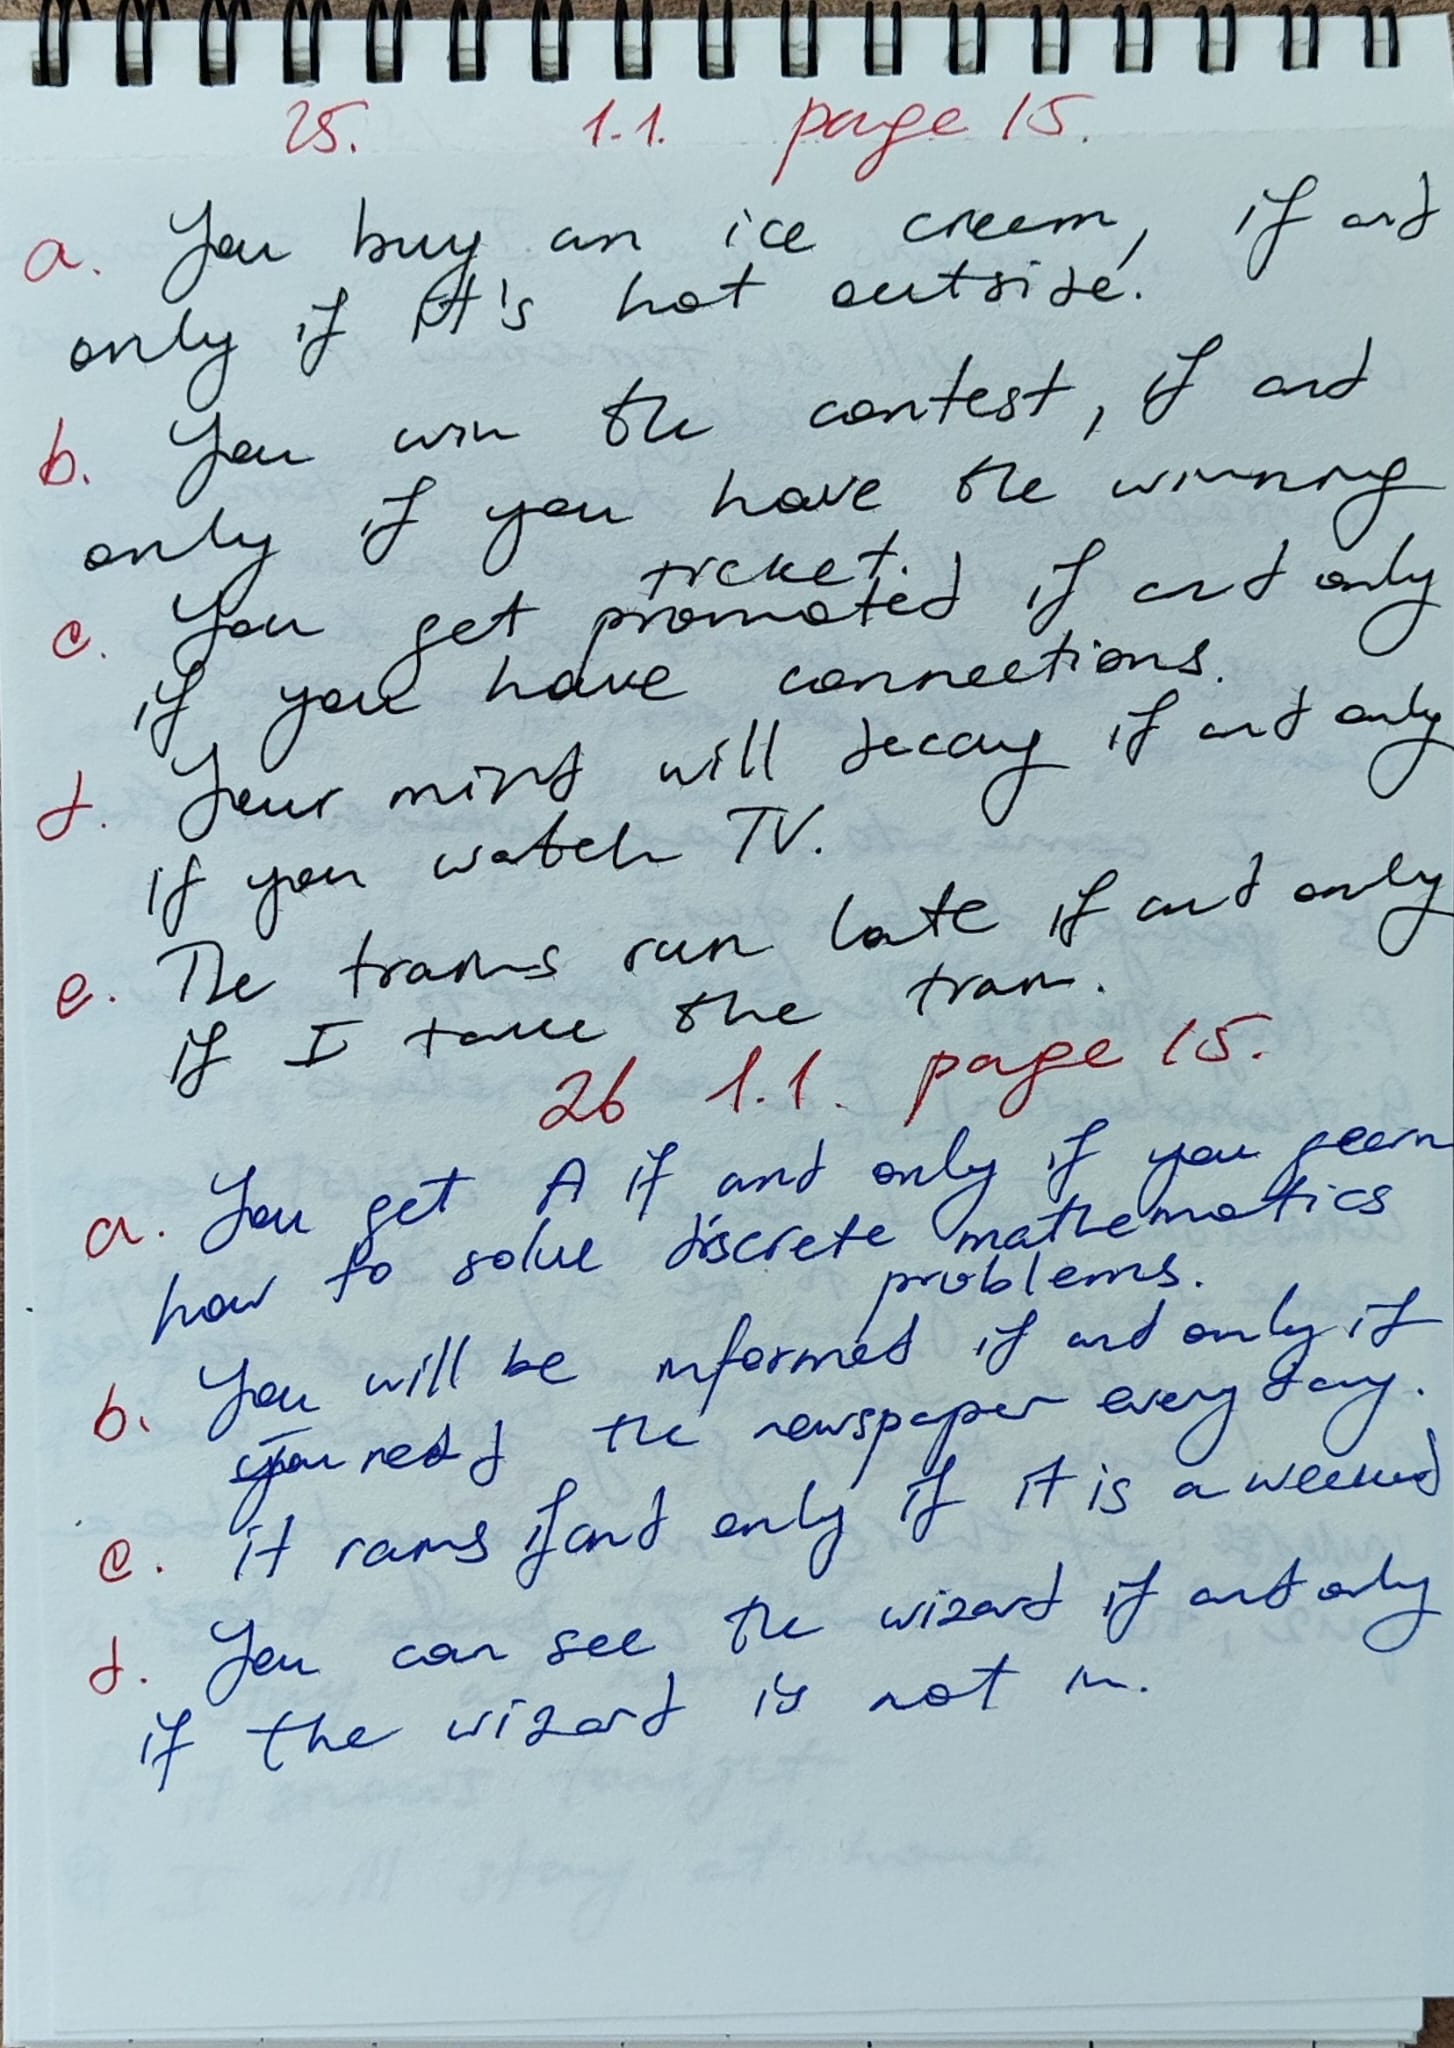 25. 1.1. page 15.
a. You buy an ice creem, if and
only if it's hot outside.
b. You win the contest, if and
only if you have the winning
ticket.
c. You get promoted if and only
if you have connections.
d. Your mind will decay if and only
if you watch TV.
e. The trains run late if and only
if I take the train.
26 1.1. page 15.
a. You get A if and only if you learn
how to solve discrete mathematics
problems.
b. You will be informed if and only if
you read the newspaper every day.
c. it rains if and only if it is a weekend
d. You can see the wizard if and only
if the wizard is not in.